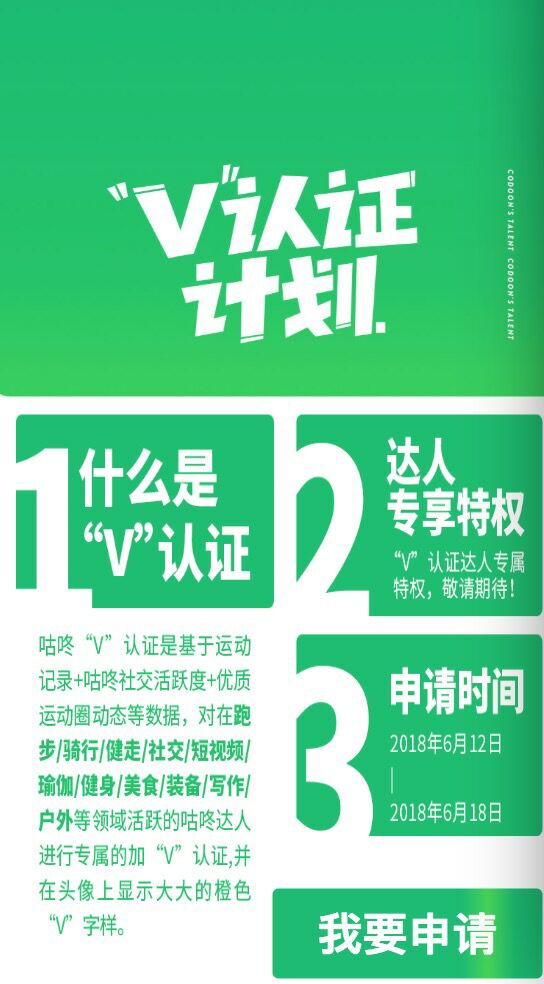 “V”认证
计划.
CODOON'S TALENT CODOON'S TALENT
1
什么是
“V”认证
咕咚“V”认证是基于运动
记录+咕咚社交活跃度+优质
运动圈动态等数据，对在跑
步/骑行/健走/社交/短视频/
瑜伽/健身/美食/装备/写作/
户外等领域活跃的咕咚达人
进行专属的加“V”认证,并
在头像上显示大大的橙色
“V”字样。
2
达人
专享特权
“V”认证达人专属
特权，敬请期待！
3
申请时间
2018年6月12日
|
2018年6月18日
我要申请